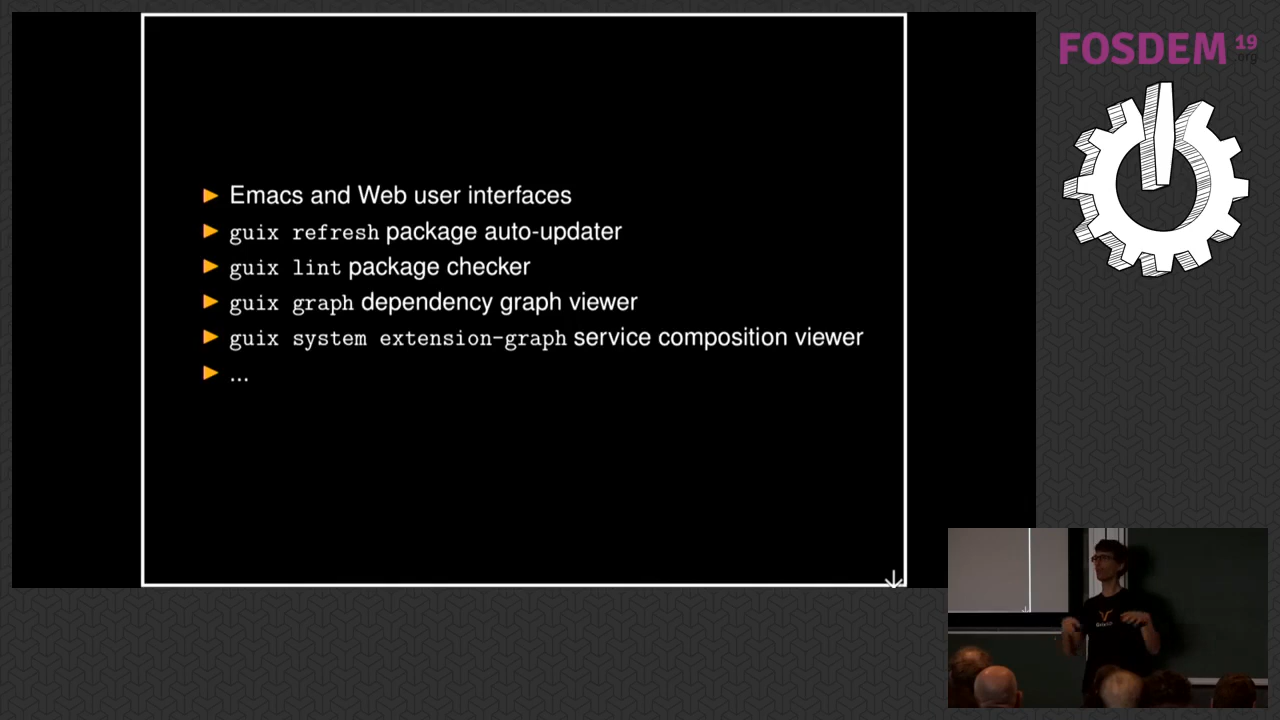 FOSDEM 19
.org
Emacs and Web user interfaces
guix refresh package auto-updater
guix lint package checker
guix graph dependency graph viewer
guix system extension-graph service composition viewer
...